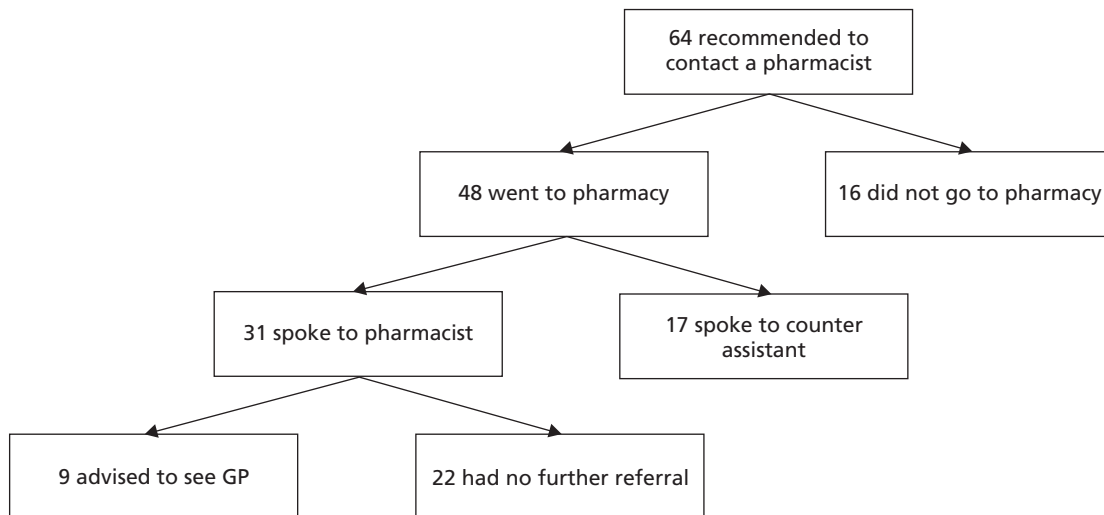 64 recommended to
contact a pharmacist
48 went to pharmacy
16 did not go to pharmacy
31 spoke to pharmacist
17 spoke to counter
assistant
9 advised to see GP
22 had no further referral